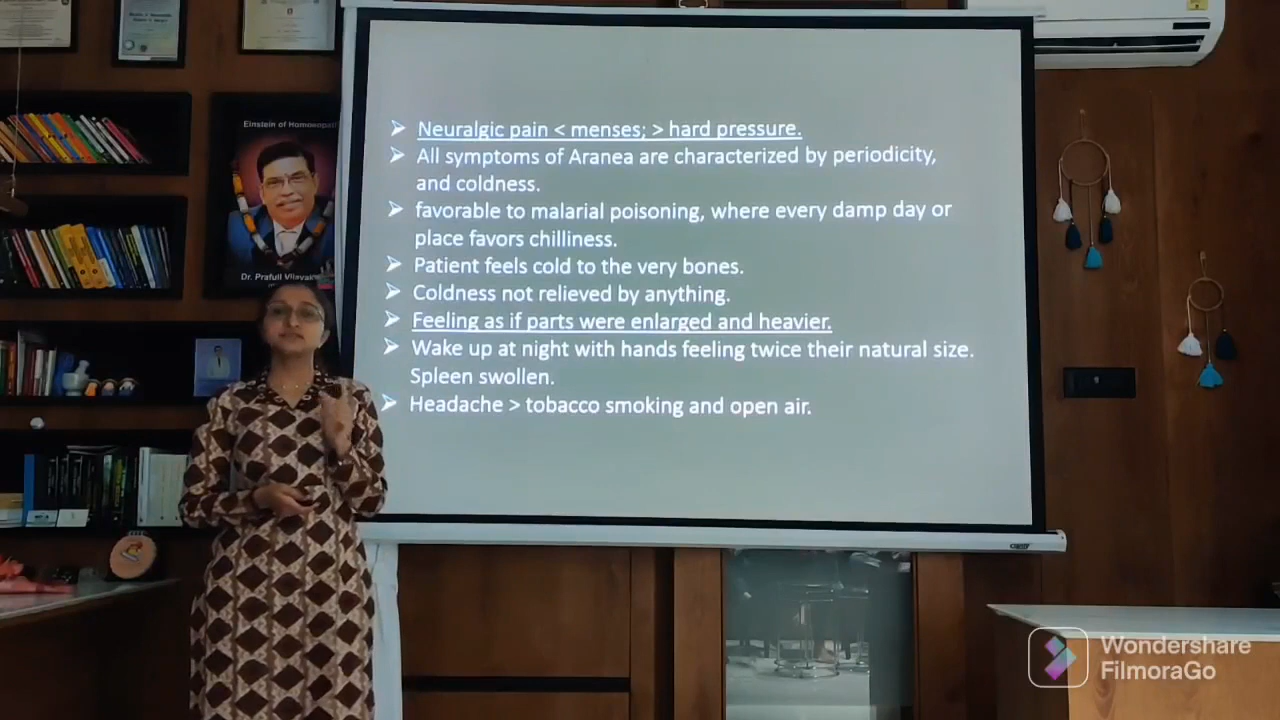 Einstein of Homoeopath
Dr. Prafull Vijayak
➢ Neuralgic pain < menses; > hard pressure.
➢ All symptoms of Aranea are characterized by periodicity,
and coldness.
➢ favorable to malarial poisoning, where every damp day or
place favors chilliness.
➢ Patient feels cold to the very bones.
➢ Coldness not relieved by anything.
➢ Feeling as if parts were enlarged and heavier.
➢ Wake up at night with hands feeling twice their natural size.
Spleen swollen.
➢ Headache > tobacco smoking and open air.
Wondershare
FilmoraGo